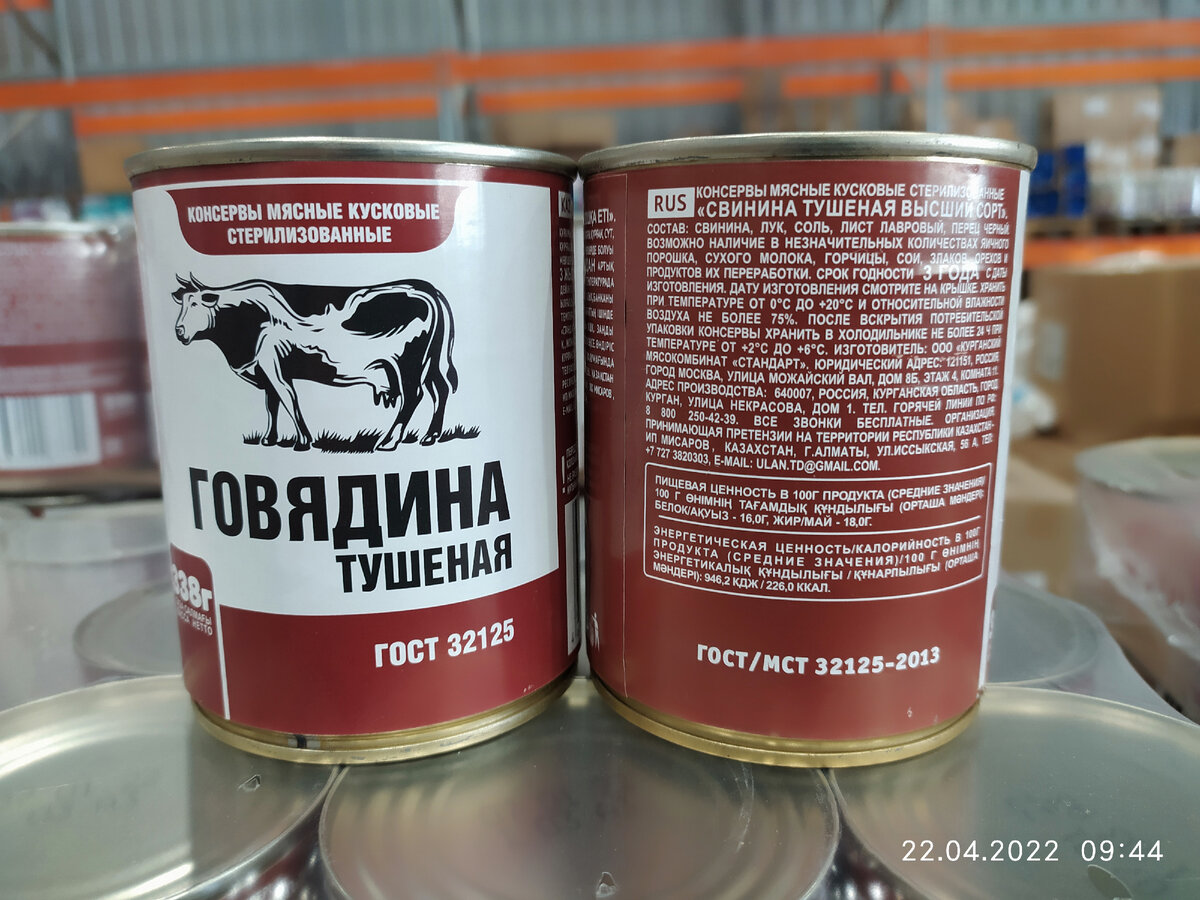 КОНСЕРВЫ МЯСНЫЕ КУСКОВЫЕ
СТЕРИЛИЗОВАННЫЕ
ГОВЯДИНА
ТУШЕНАЯ
338г
НЕТТО
ГОСТ 32125
RUS
КОНСЕРВЫ МЯСНЫЕ КУСКОВЫЕ СТЕРИЛИЗОВАННЫЕ
«СВИНИНА ТУШЕНАЯ ВЫСШИЙ СОРТ».
СОСТАВ: СВИНИНА, ЛУК, СОЛЬ, ЛИСТ ЛАВРОВЫЙ, ПЕРЕЦ ЧЕРНЫЙ.
ВОЗМОЖНО НАЛИЧИЕ В НЕЗНАЧИТЕЛЬНЫХ КОЛИЧЕСТВАХ ЯИЧНОГО
ПОРОШКА, СУХОГО МОЛОКА, ГОРЧИЦЫ, СОИ, ЗЛАКОВ, ОРЕХОВ И
ПРОДУКТОВ ИХ ПЕРЕРАБОТКИ. СРОК ГОДНОСТИ 3 ГОДА С ДАТЫ
ИЗГОТОВЛЕНИЯ. ДАТУ ИЗГОТОВЛЕНИЯ СМОТРИТЕ НА КРЫШКЕ. ХРАНИТЬ
ПРИ ТЕМПЕРАТУРЕ ОТ 0°С ДО +20°С И ОТНОСИТЕЛЬНОЙ ВЛАЖНОСТИ
ВОЗДУХА НЕ БОЛЕЕ 75%. ПОСЛЕ ВСКРЫТИЯ ПОТРЕБИТЕЛЬСКОЙ
УПАКОВКИ КОНСЕРВЫ ХРАНИТЬ В ХОЛОДИЛЬНИКЕ НЕ БОЛЕЕ 24 Ч ПРИ
ТЕМПЕРАТУРЕ ОТ +2°С ДО +6°С. ИЗГОТОВИТЕЛЬ: ООО «КУРГАНСКИЙ
МЯСОКОМБИНАТ «СТАНДАРТ». ЮРИДИЧЕСКИЙ АДРЕС: 121151, РОССИЯ,
ГОРОД МОСКВА, УЛИЦА МОЖАЙСКИЙ ВАЛ, ДОМ 8Б, ЭТАЖ 4, КОМНАТА 11.
АДРЕС ПРОИЗВОДСТВА: 640007, РОССИЯ, КУРГАНСКАЯ ОБЛАСТЬ, ГОРОД
КУРГАН, УЛИЦА НЕКРАСОВА, ДОМ 1. ТЕЛ. ГОРЯЧЕЙ ЛИНИИ ПО РФ:
8 800 250-42-39. ВСЕ ЗВОНКИ БЕСПЛАТНЫЕ. ОРГАНИЗАЦИЯ,
ПРИНИМАЮЩАЯ ПРЕТЕНЗИИ НА ТЕРРИТОРИИ РЕСПУБЛИКИ КАЗАХСТАН -
ИП МИСАРОВ, КАЗАХСТАН, Г.АЛМАТЫ, УЛ.ИССЫКСКАЯ, 56 А, ТЕЛ:
+7 727 3820303, E-MAIL: ULAN.TD@GMAIL.COM.
ПИЩЕВАЯ ЦЕННОСТЬ В 100Г ПРОДУКТА (СРЕДНИЕ ЗНАЧЕНИЯ)/
100 Г ӨНІМНІҢ ТАҒАМДЫҚ ҚҰНДЫЛЫҒЫ (ОРТАША МӘНДЕРІ):
БЕЛОК/АҚУЫЗ - 16,0Г, ЖИР/МАЙ - 18,0Г.
ЭНЕРГЕТИЧЕСКАЯ ЦЕННОСТЬ/КАЛОРИЙНОСТЬ В 100Г
ПРОДУКТА (СРЕДНИЕ ЗНАЧЕНИЯ)/100 Г ӨНІМНІҢ
ЭНЕРГЕТИКАЛЫҚ ҚҰНДЫЛЫҒЫ / ҚҰНАРЛЫЛЫҒЫ (ОРТАША
МӘНДЕРІ): 946,2 КДЖ / 226,0 ККАЛ.
ГОСТ/МСТ 32125-2013
22.04.2022 09:44